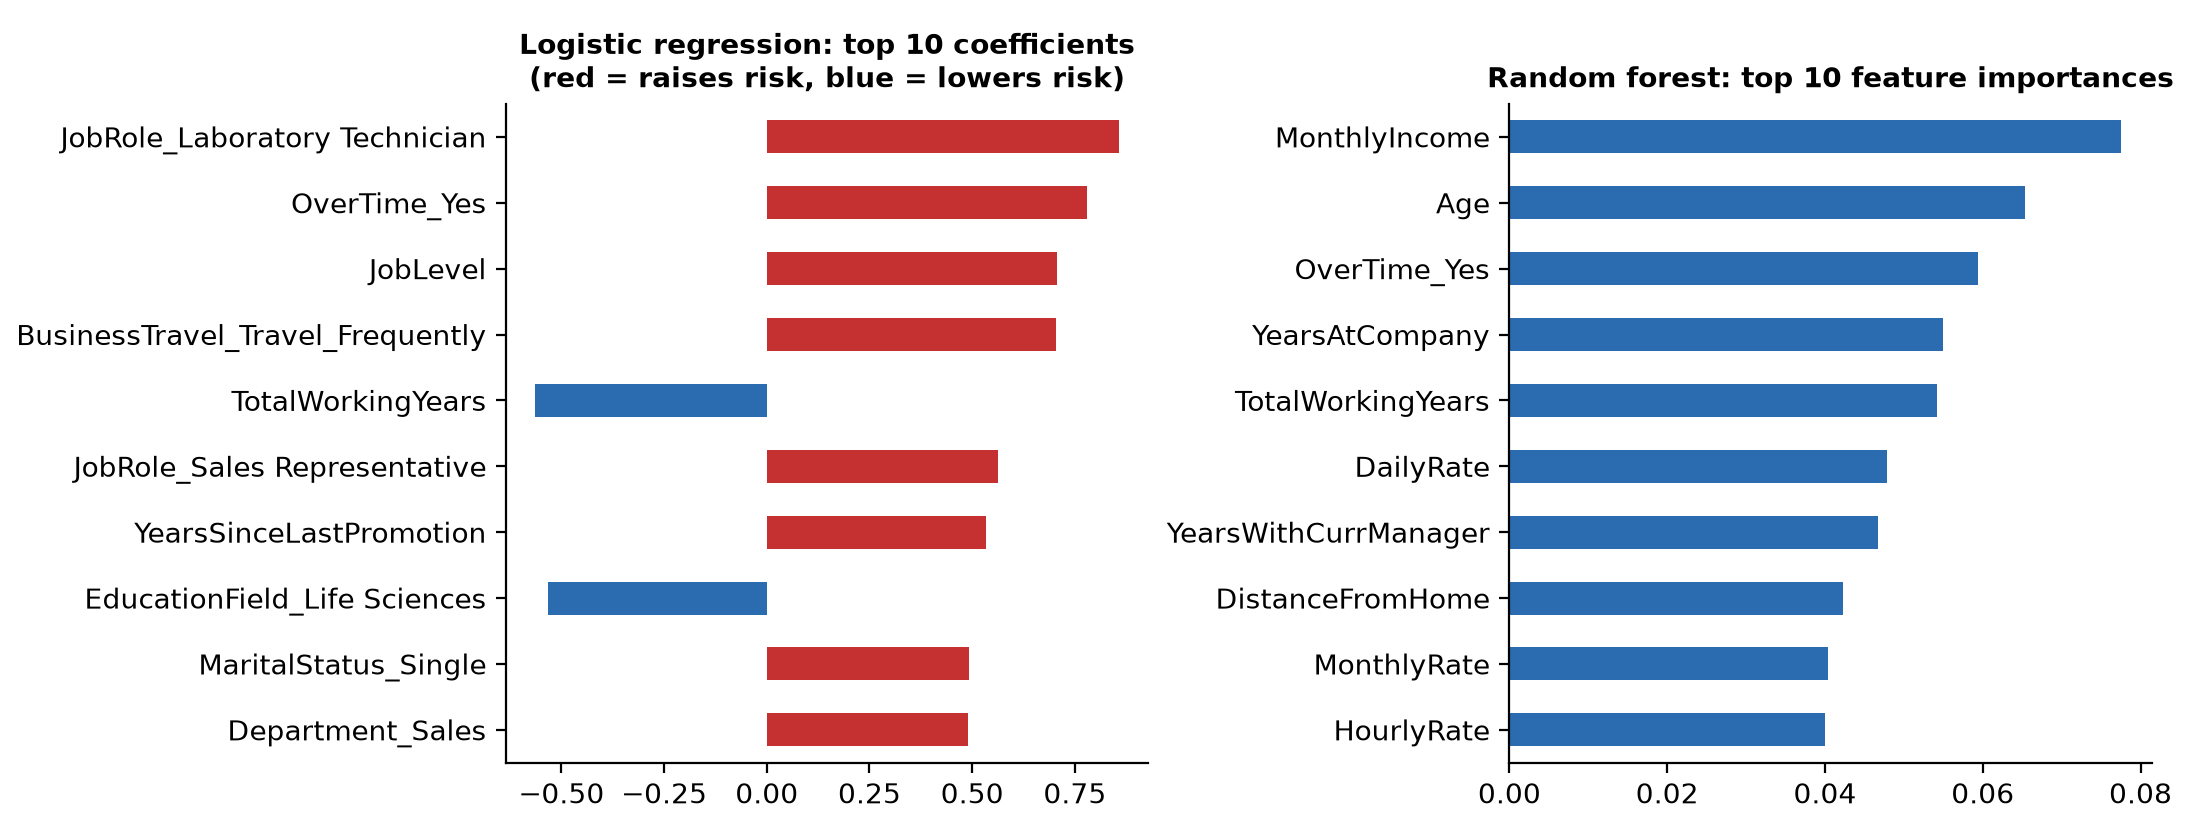 Logistic regression: top 10 coefficients
(red = raises risk, blue = lowers risk)
JobRole_Laboratory Technician
OverTime_Yes
JobLevel
BusinessTravel_Travel_Frequently
TotalWorkingYears
JobRole_Sales Representative
YearsSinceLastPromotion
EducationField_Life Sciences
MaritalStatus_Single
Department_Sales
−0.50 −0.25 0.00 0.25 0.50 0.75
Random forest: top 10 feature importances
MonthlyIncome
Age
OverTime_Yes
YearsAtCompany
TotalWorkingYears
DailyRate
YearsWithCurrManager
DistanceFromHome
MonthlyRate
HourlyRate
0.00 0.02 0.04 0.06 0.08